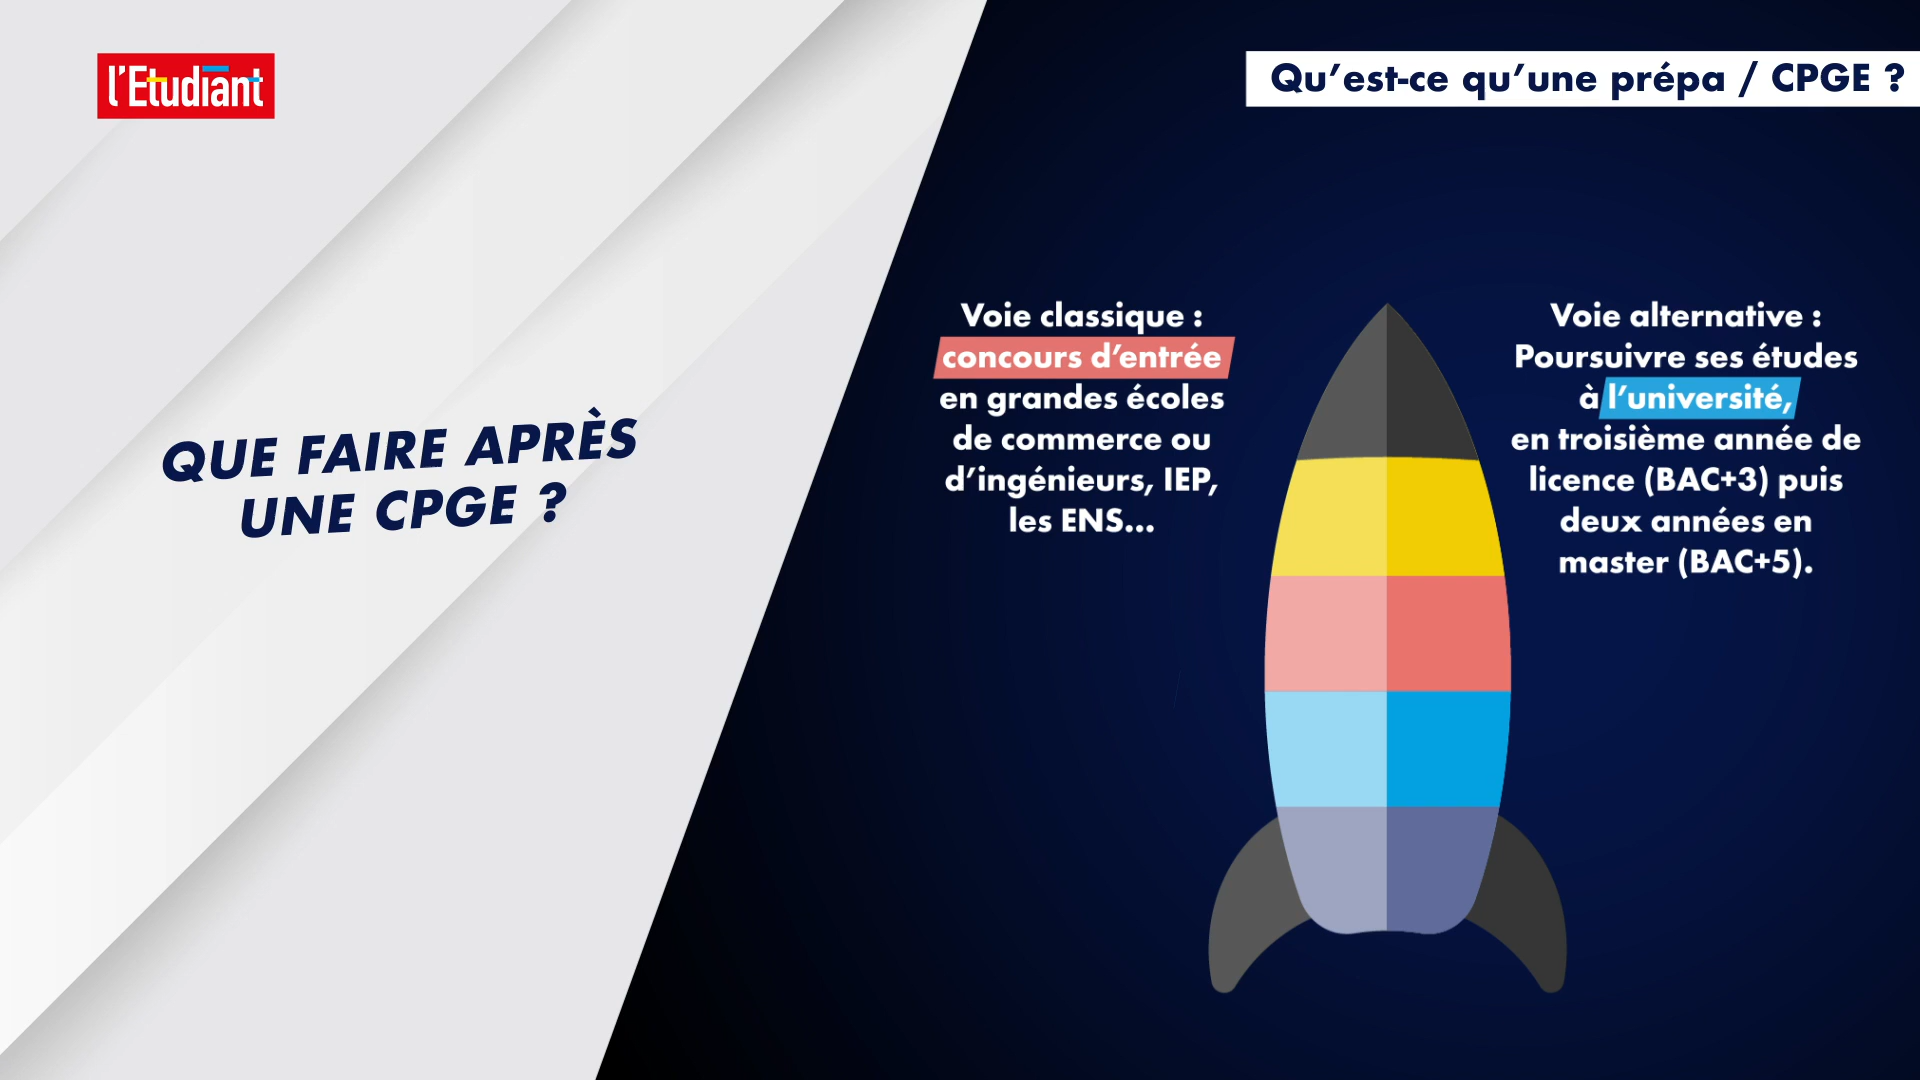 l'Etudiant
Qu’est-ce qu’une prépa / CPGE ?
QUE FAIRE APRÈS
UNE CPGE ?
Voie classique :
concours d’entrée
en grandes écoles
de commerce ou
d’ingénieurs, IEP,
les ENS...
Voie alternative :
Poursuivre ses études
à l’université,
en troisième année de
licence (BAC+3) puis
deux années en
master (BAC+5).